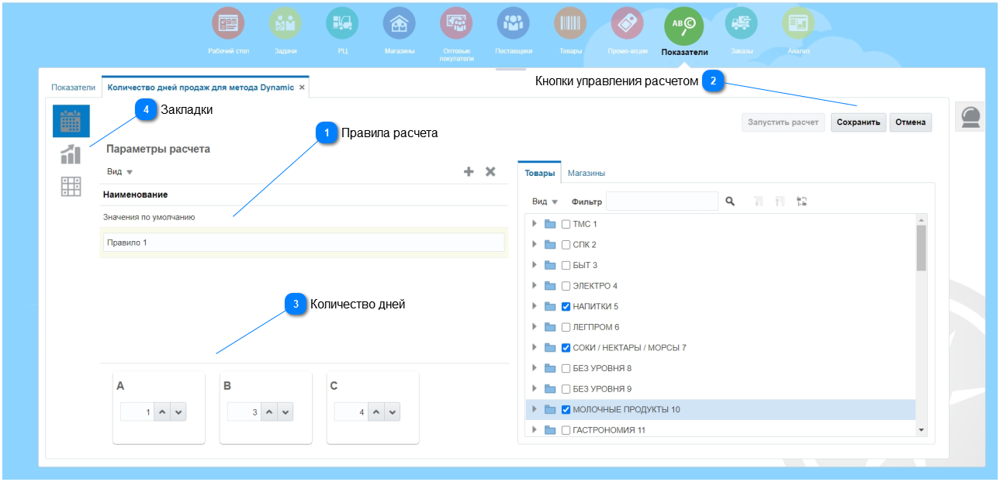 Рабочий стол
Задачи
РЦ
Магазины
Оптовые
покупатели
Поставщики
Товары
Промо-акции
АВ©
Показатели
Заказы
Анализ
Показатели
Количество дней продаж для метода Dynamic ×
Кнопки управления расчетом 2
4 Закладки
1 Правила расчета
Запустить расчет
Сохранить
Отмена
Параметры расчета
Вид
Наименование
Значения по умолчанию
Правило 1
3 Количество дней
A
1
B
3
C
4
Товары
Магазины
Вид
Фильтр
ТМС 1
СПК 2
БЫТ 3
ЭЛЕКТРО 4
НАПИТКИ 5
ЛЕГПРОМ 6
СОКИ / НЕКТАРЫ / МОРСЫ 7
БЕЗ УРОВНЯ 8
БЕЗ УРОВНЯ 9
МОЛОЧНЫЕ ПРОДУКТЫ 10
ГАСТРОНОМИЯ 11